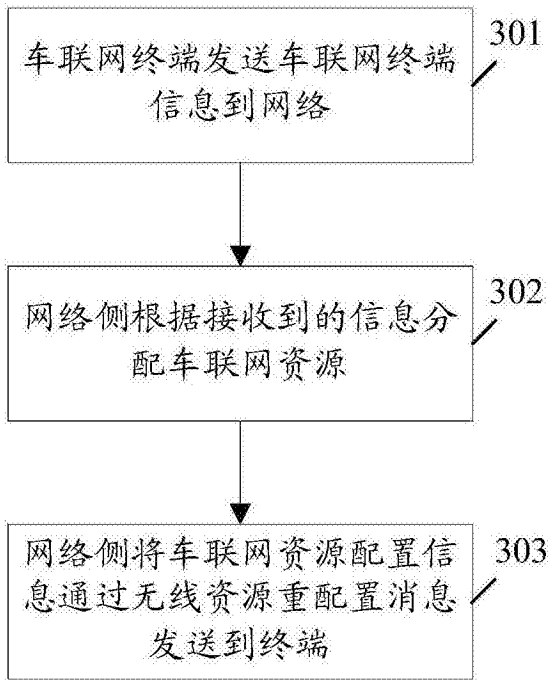 车联网终端发送车联网终端
信息到网络
301
网络侧根据接收到的信息分
配车联网资源
302
网络侧将车联网资源配置信
息通过无线资源重配置消息
发送到终端
303